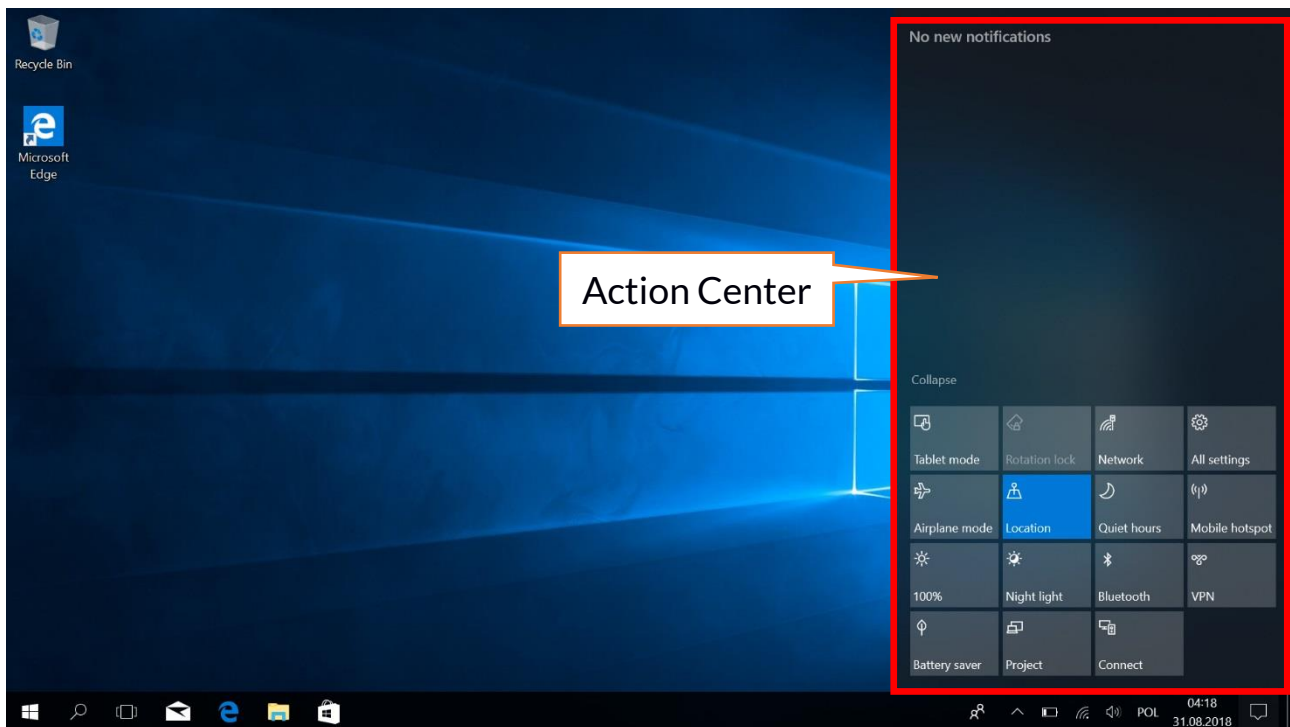 Recycle Bin
Microsoft
Edge
No new notifications
Action Center
Collapse
Tablet mode
Rotation lock
Network
All settings
Airplane mode
Location
Quiet hours
Mobile hotspot
100%
Night light
Bluetooth
VPN
Battery saver
Project
Connect
POL
04:18
31.08.2018